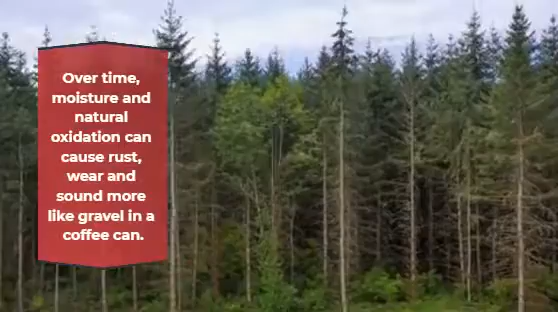 Over time,
moisture and
natural
oxidation can
cause rust,
wear and
sound more
like gravel in a
coffee can.